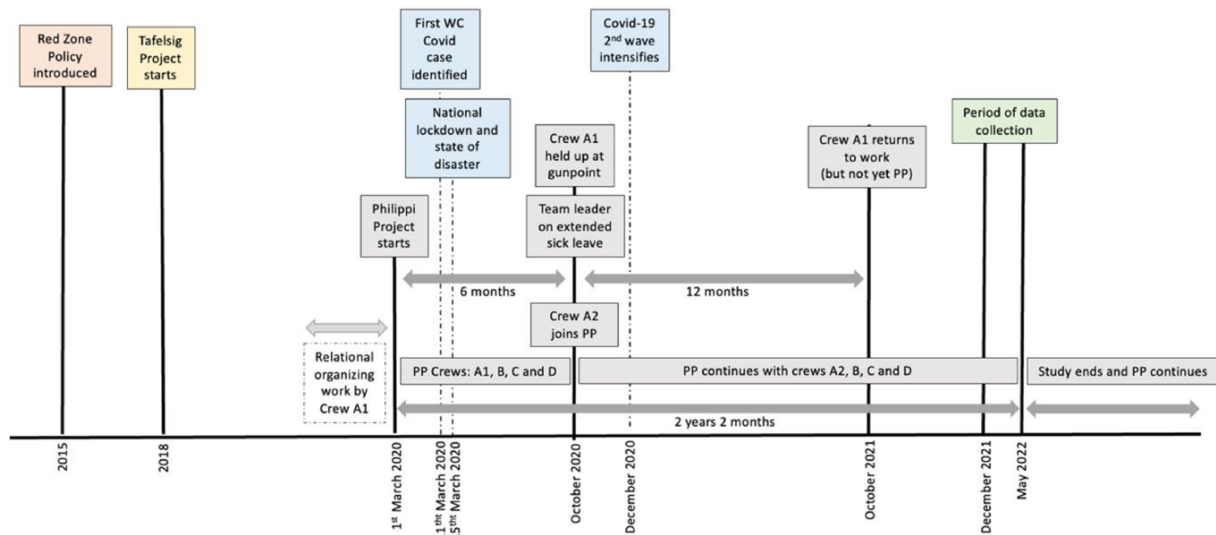 Red Zone
Policy
introduced
Tafelsig
Project
starts
First WC
Covid
case
identified
National
lockdown and
state of
disaster
Covid-19
2nd wave
intensifies
Crew A1
held up at
gunpoint
Team leader
on extended
sick leave
Crew A1 returns
to work
(but not yet PP)
Period of data
collection
Philippi
Project
starts
6 months
12 months
Crew A2
joins PP
Relational
organizing
work by
Crew A1
PP Crews: A1, B, C and D
PP continues with crews A2, B, C and D
Study ends and PP continues
2 years 2 months
2015
2018
1st March 2020
1th March 2020
5th March 2020
October 2020
December 2020
October 2021
December 2021
May 2022